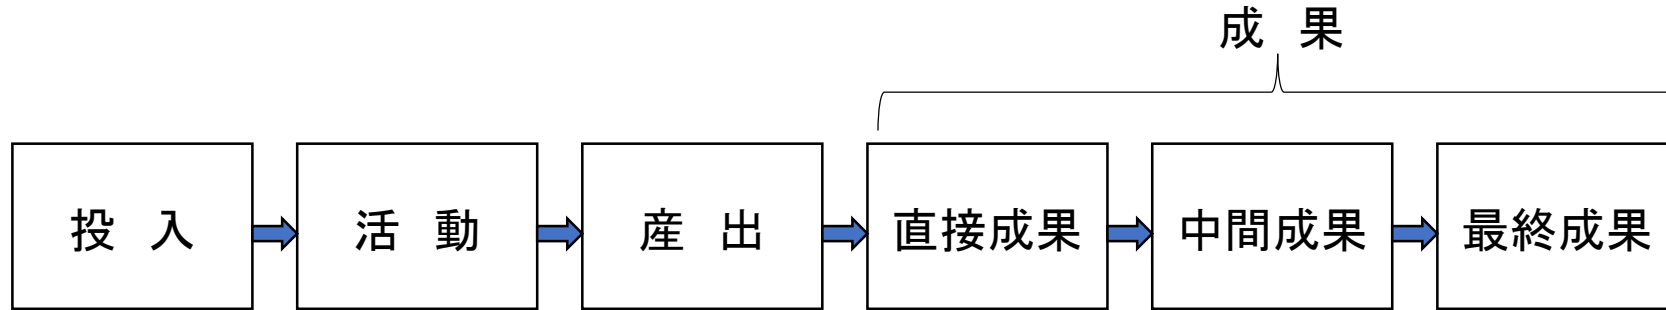 成 果
投 入
活 動
産 出
直接成果
中間成果
最終成果